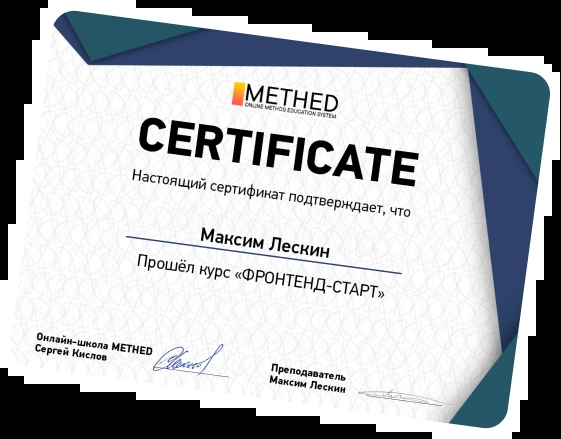 METHED
ONLINE METHOD EDUCATION SYSTEM
CERTIFICATE
Настоящий сертификат подтверждает, что
Максим Лескин
Прошёл курс «ФРОНТЕНД-СТАРТ»
Онлайн-школа METHED
Сергей Кислов
Преподаватель
Максим Лескин